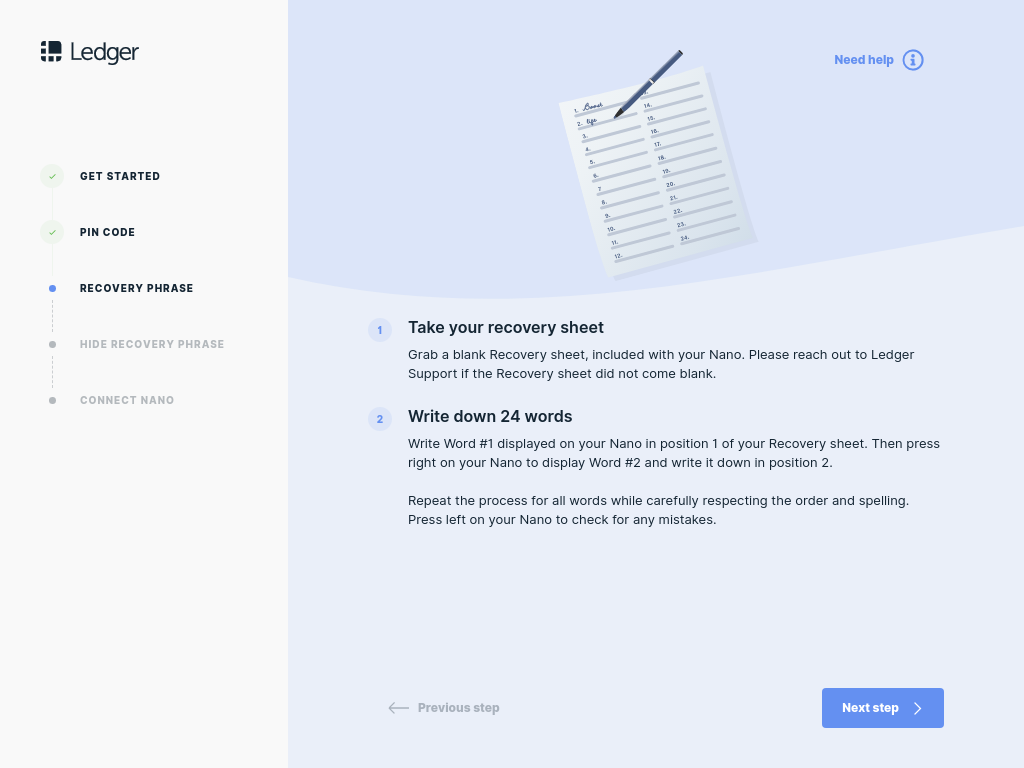 Ledger
Need help
GET STARTED
PIN CODE
RECOVERY PHRASE
HIDE RECOVERY PHRASE
CONNECT NANO
1.
2.
3.
4.
5.
6.
7
8.
9.
10.
11.
12.
14.
15.
16.
17.
18.
19.
20.
21.
22.
23.
24.
1 Take your recovery sheet
Grab a blank Recovery sheet, included with your Nano. Please reach out to Ledger
Support if the Recovery sheet did not come blank.
2 Write down 24 words
Write Word #1 displayed on your Nano in position 1 of your Recovery sheet. Then press
right on your Nano to display Word #2 and write it down in position 2.
Repeat the process for all words while carefully respecting the order and spelling.
Press left on your Nano to check for any mistakes.
Previous step
Next step